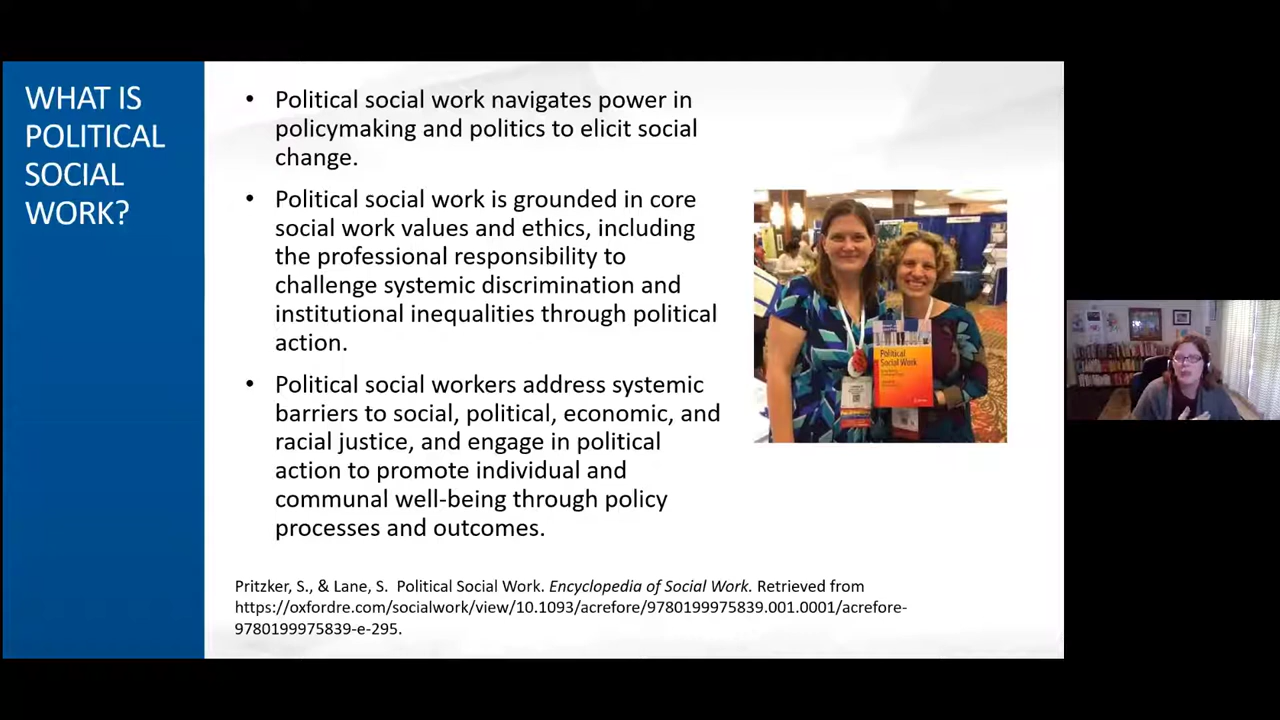 WHAT IS
POLITICAL
SOCIAL
WORK?
• Political social work navigates power in
policymaking and politics to elicit social
change.
• Political social work is grounded in core
social work values and ethics, including
the professional responsibility to
challenge systemic discrimination and
institutional inequalities through political
action.
• Political social workers address systemic
barriers to social, political, economic, and
racial justice, and engage in political
action to promote individual and
communal well-being through policy
processes and outcomes.
Political
Social Work
Pritzker, S., & Lane, S. Political Social Work. Encyclopedia of Social Work. Retrieved from
https://oxfordre.com/socialwork/view/10.1093/acrefore/9780199975839.001.0001/acrefore-
9780199975839-e-295.